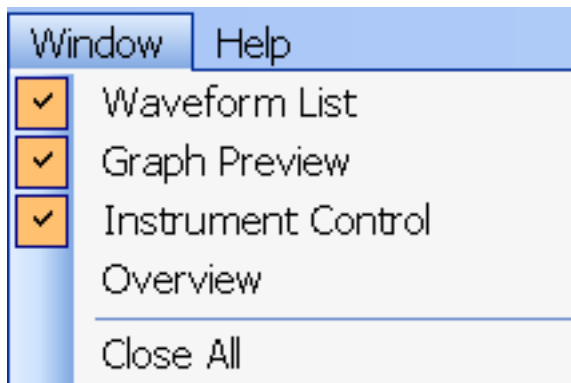 Window Help
Waveform List
Graph Preview
Instrument Control
Overview
Close All